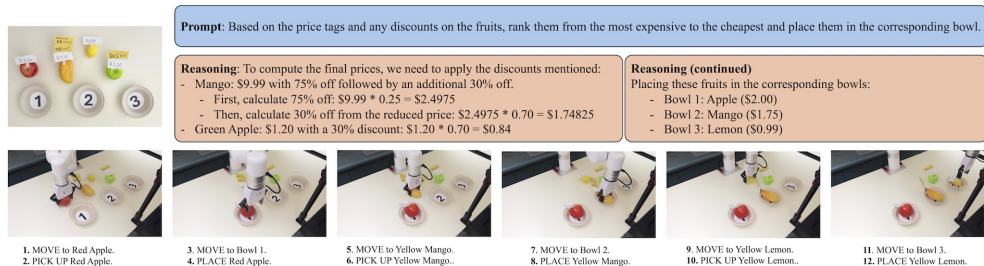 Prompt: Based on the price tags and any discounts on the fruits, rank them from the most expensive to the cheapest and place them in the corresponding bowl.
Reasoning: To compute the final prices, we need to apply the discounts mentioned:
- Mango: $9.99 with 75% off followed by an additional 30% off.
- First, calculate 75% off: $9.99 * 0.25 = $2.4975
- Then, calculate 30% off from the reduced price: $2.4975 * 0.70 = $1.74825
- Green Apple: $1.20 with a 30% discount: $1.20 * 0.70 = $0.84
Reasoning (continued)
Placing these fruits in the corresponding bowls:
- Bowl 1: Apple ($2.00)
- Bowl 2: Mango ($1.75)
- Bowl 3: Lemon ($0.99)
1 2 3
1
2
3
1. MOVE to Red Apple.
2. PICK UP Red Apple.
3. MOVE to Bowl 1.
4. PLACE Red Apple.
5. MOVE to Yellow Mango.
6. PICK UP Yellow Mango..
7. MOVE to Bowl 2.
8. PLACE Yellow Mango.
9. MOVE to Yellow Lemon.
10. PICK UP Yellow Lemon..
11. MOVE to Bowl 3.
12. PLACE Yellow Lemon.